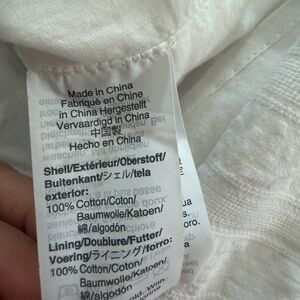 Made in China
Fabriqué en Chine
in China Hergestellt
Vervaardigd in China
中国製
Hecho en China
Shell/Extérieur/Oberstoff/
Buitenkant/シェル/tela
exterior:
100% Cotton/Coton/
Baumwolle/Katoen/
綿/algodón
Lining/Doublure/Futter/
Voering/ライニング/forro:
100% Cotton/Coton/
Baumwolle/Katoen/
綿/algodón